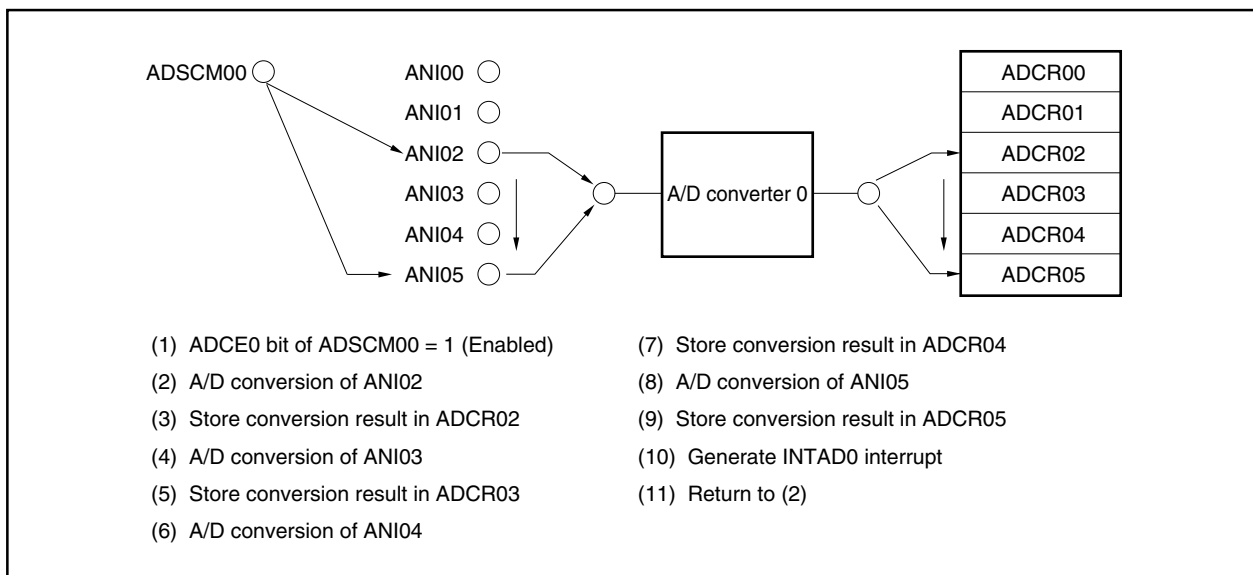 ADSCM00
ANI00
ANI01
ANI02
ANI03
ANI04
ANI05
A/D converter 0
ADCR00
ADCR01
ADCR02
ADCR03
ADCR04
ADCR05
(1) ADCE0 bit of ADSCM00 = 1 (Enabled)
(2) A/D conversion of ANI02
(3) Store conversion result in ADCR02
(4) A/D conversion of ANI03
(5) Store conversion result in ADCR03
(6) A/D conversion of ANI04
(7) Store conversion result in ADCR04
(8) A/D conversion of ANI05
(9) Store conversion result in ADCR05
(10) Generate INTAD0 interrupt
(11) Return to (2)